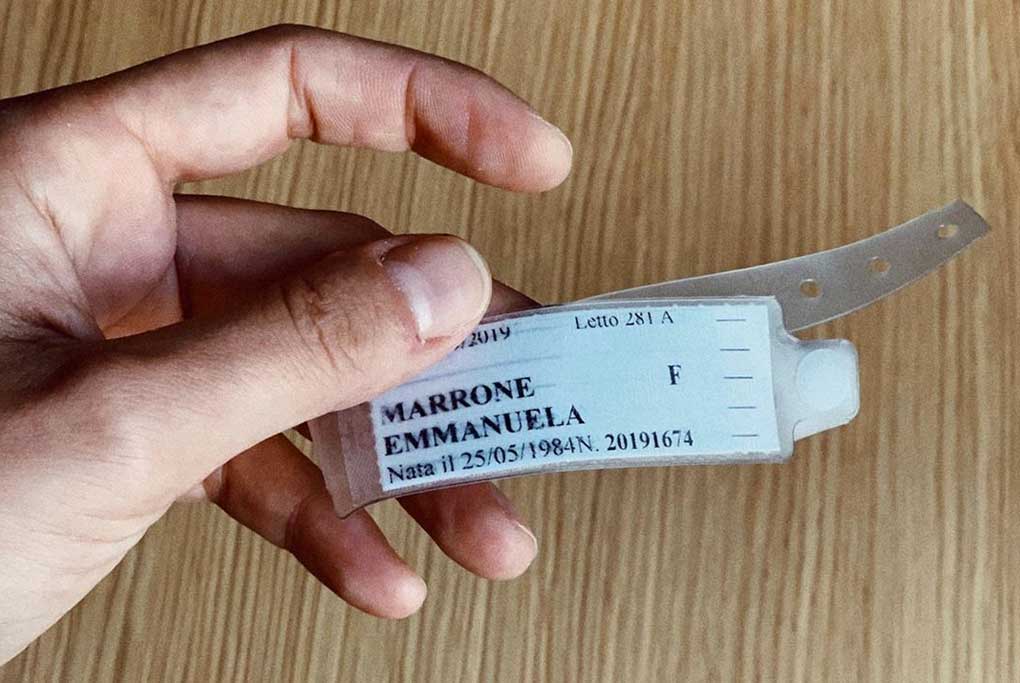 /2019 Letto 281 A
F
MARRONE
EMMANUELA
Nata il 25/05/1984N. 20191674